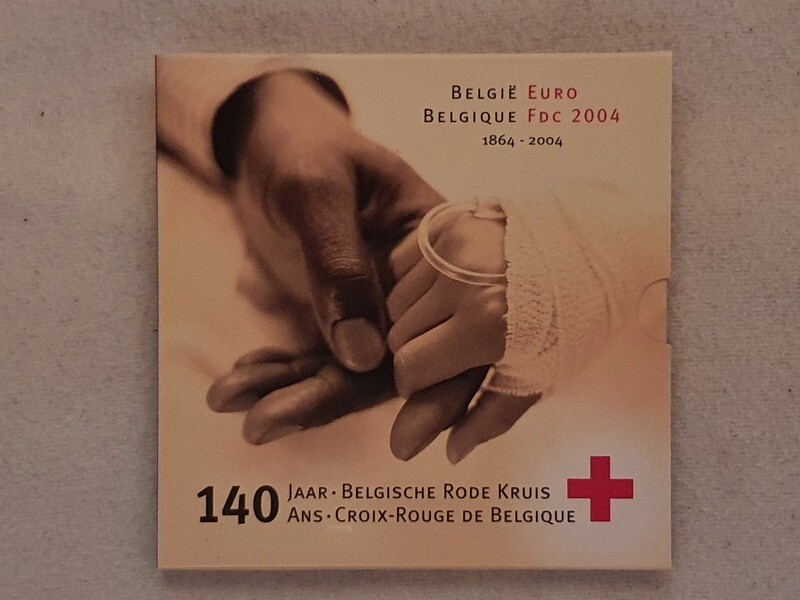 België Euro
Belgique Fdc 2004
1864 - 2004
140 Jaar · Belgische Rode Kruis
Ans · Croix-Rouge de Belgique